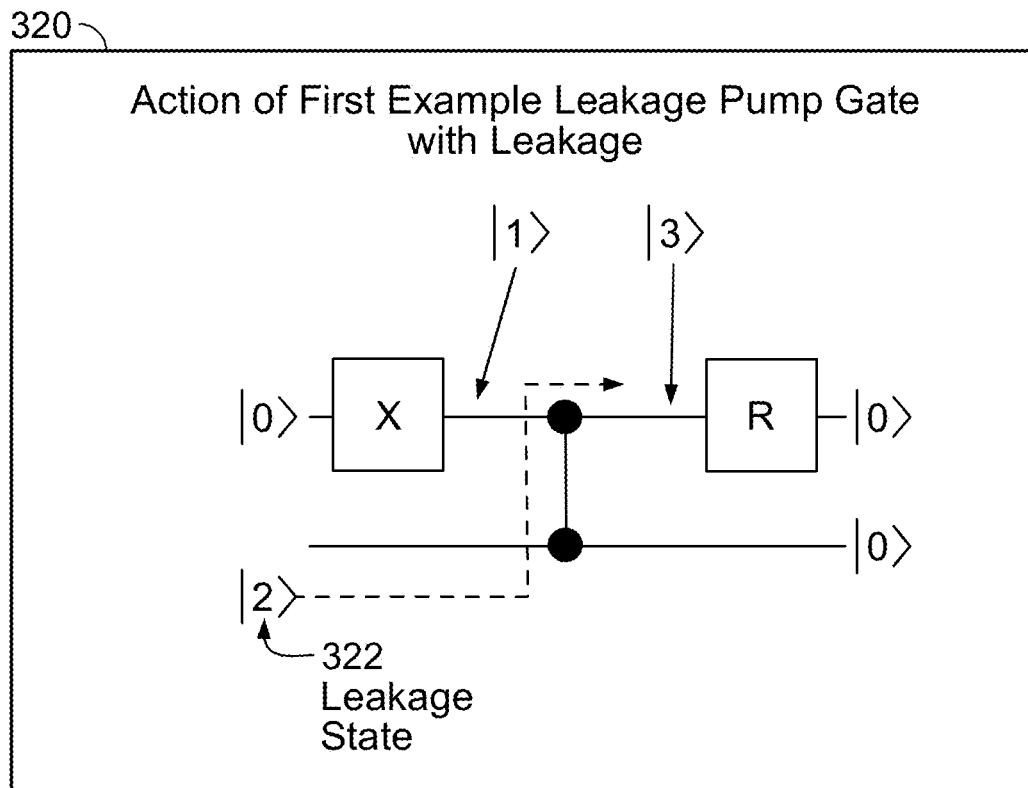 320
Action of First Example Leakage Pump Gate
with Leakage
|1⟩ |3⟩
|0⟩ X R |0⟩
|0⟩
|2⟩
322
Leakage
State